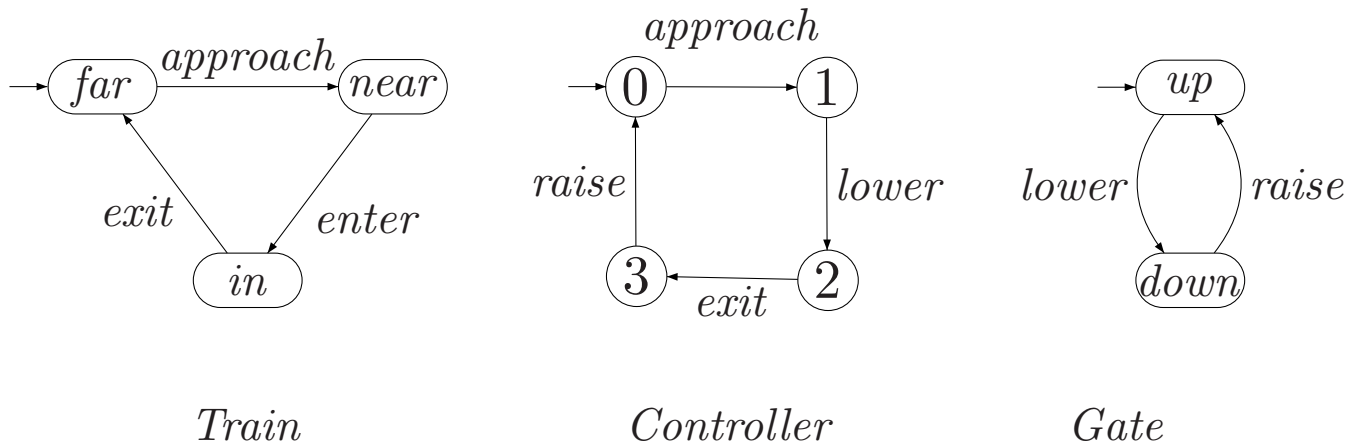 approach
far
near
exit
enter
in
Train
approach
0
1
raise
lower
3
2
exit
Controller
up
lower
raise
down
Gate